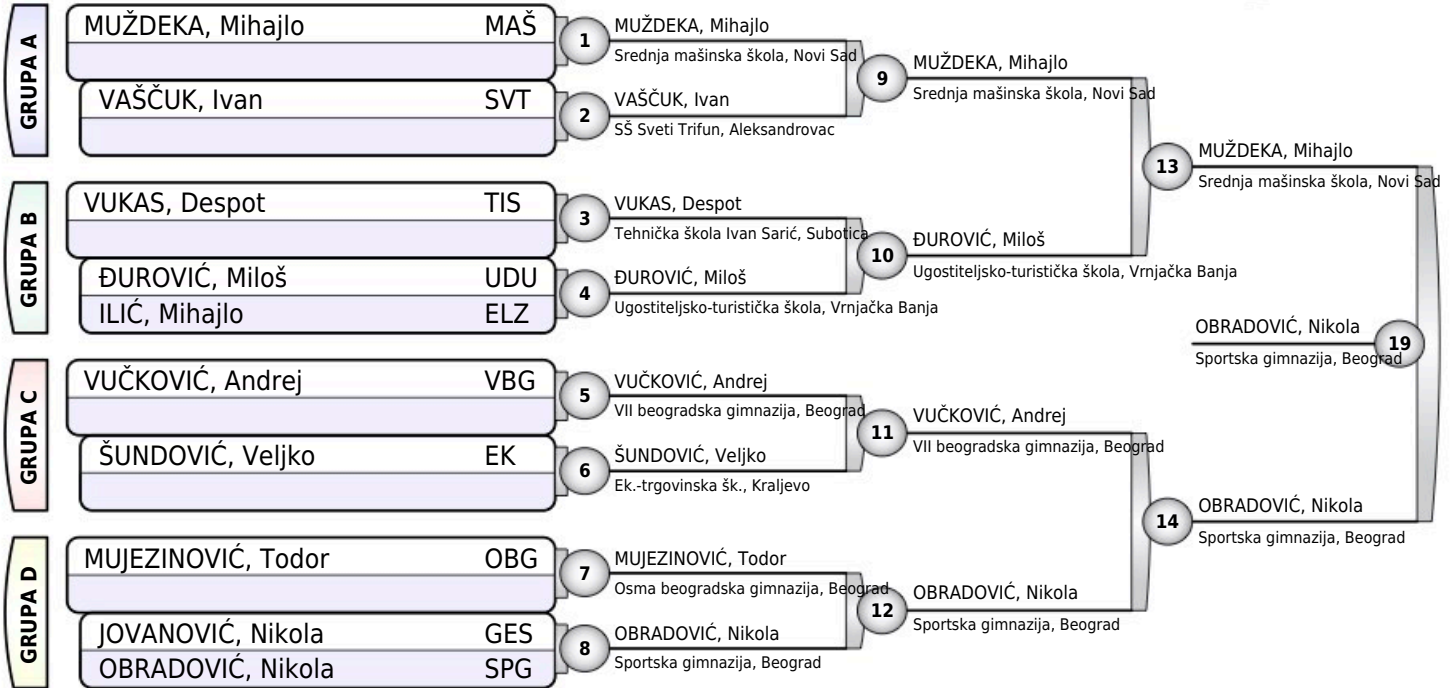 GRUPA A
MUŽDEKA, Mihajlo MAŠ
VAŠČUK, Ivan SVT
GRUPA B
VUKAS, Despot TIS
ĐUROVIĆ, Miloš UDU
ILIĆ, Mihajlo ELZ
GRUPA C
VUČKOVIĆ, Andrej VBG
ŠUNDOVIĆ, Veljko EK
GRUPA D
MUJEZINOVIĆ, Todor OBG
JOVANOVIĆ, Nikola GES
OBRADOVIĆ, Nikola SPG
1
MUŽDEKA, Mihajlo
Srednja mašinska škola, Novi Sad
2
VAŠČUK, Ivan
SŠ Sveti Trifun, Aleksandrovac
3
VUKAS, Despot
Tehnička škola Ivan Sarić, Subotica
4
ĐUROVIĆ, Miloš
Ugostiteljsko-turistička škola, Vrnjačka Banja
5
VUČKOVIĆ, Andrej
VII beogradska gimnazija, Beograd
6
ŠUNDOVIĆ, Veljko
Ek.-trgovinska šk., Kraljevo
7
MUJEZINOVIĆ, Todor
Osma beogradska gimnazija, Beograd
8
OBRADOVIĆ, Nikola
Sportska gimnazija, Beograd
9
MUŽDEKA, Mihajlo
Srednja mašinska škola, Novi Sad
10
ĐUROVIĆ, Miloš
Ugostiteljsko-turistička škola, Vrnjačka Banja
11
VUČKOVIĆ, Andrej
VII beogradska gimnazija, Beograd
12
OBRADOVIĆ, Nikola
Sportska gimnazija, Beograd
13
MUŽDEKA, Mihajlo
Srednja mašinska škola, Novi Sad
14
OBRADOVIĆ, Nikola
Sportska gimnazija, Beograd
OBRADOVIĆ, Nikola
Sportska gimnazija, Beograd
19